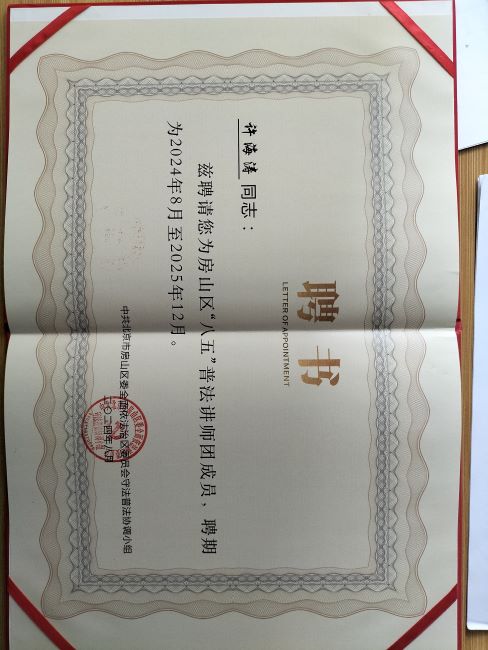 聘书
LETTER OF APPOINTMENT
许海涛 同志：
兹聘请您为房山区“八五”普法讲师团成员，聘期
为2024年8月至2025年12月。
中共北京市房山区委全面依法治区委员会守法普法协调小组
二〇二四年八月